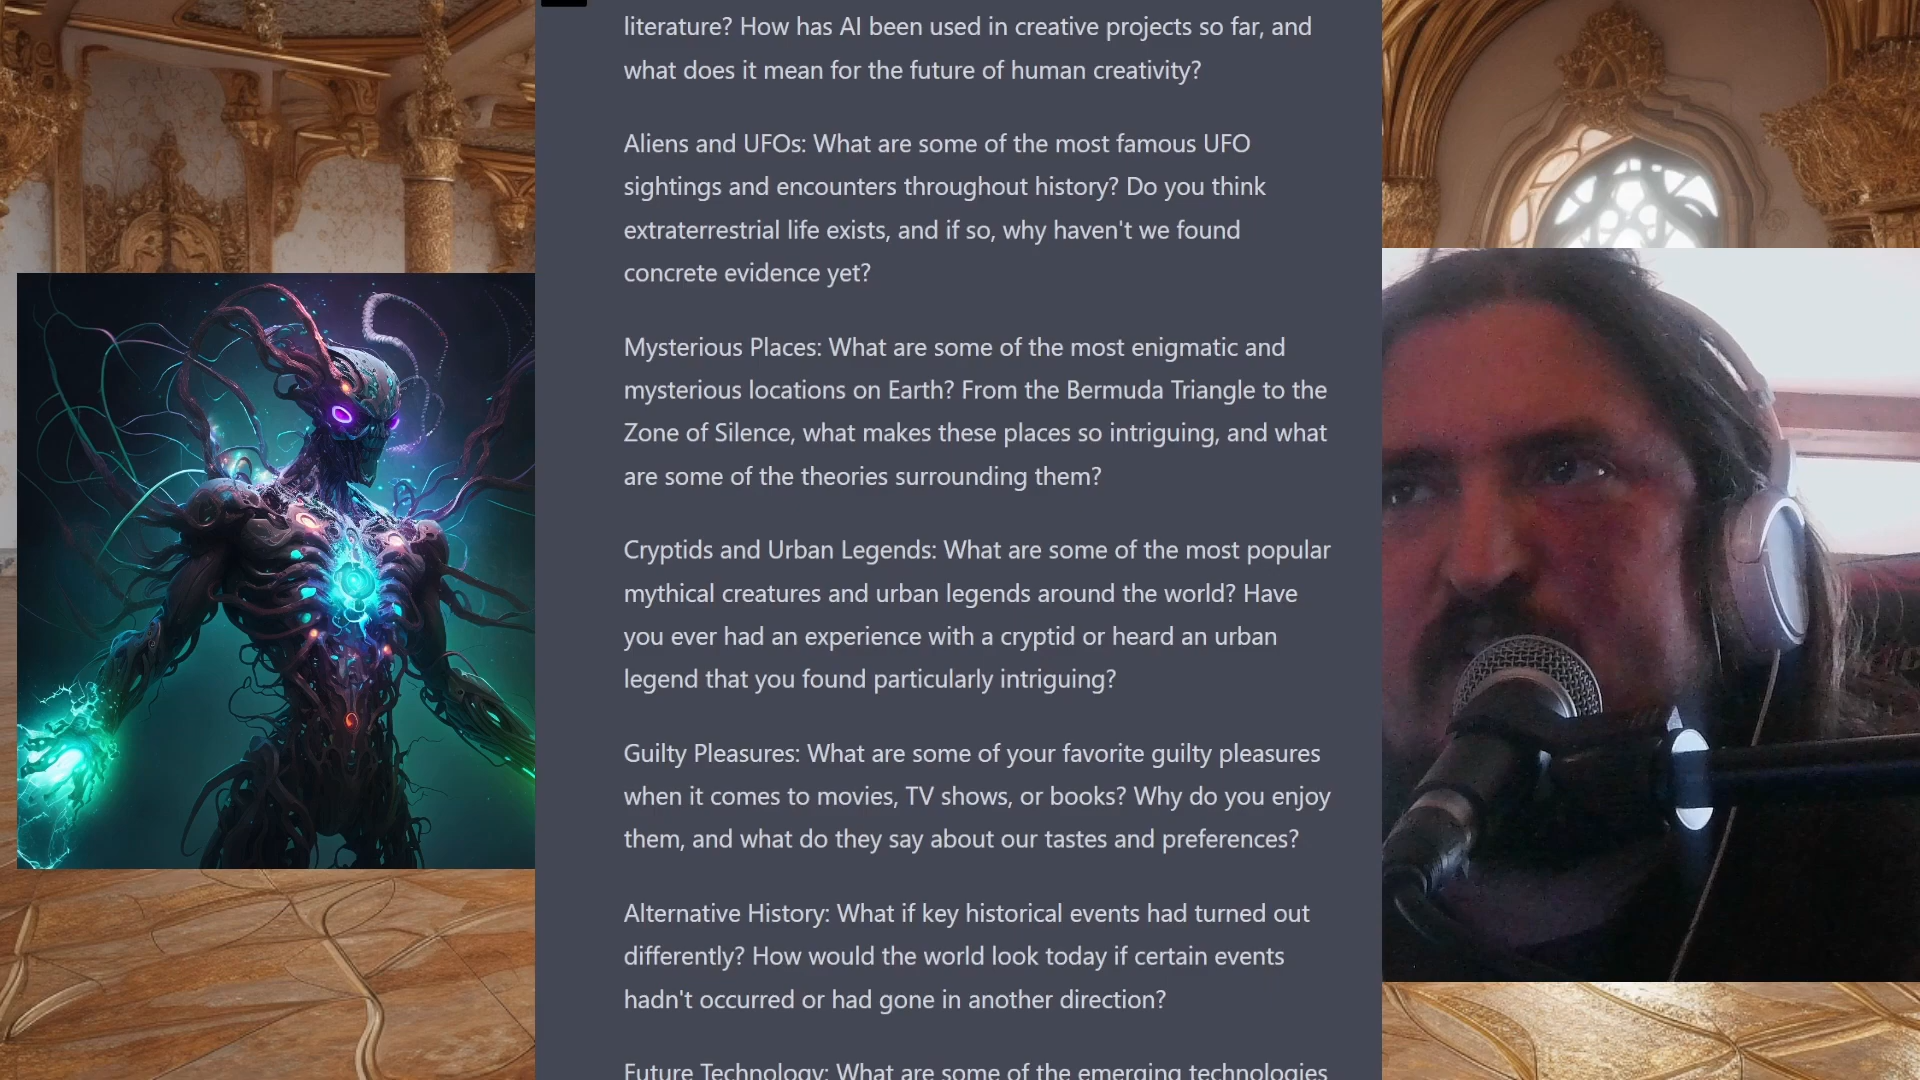 literature? How has AI been used in creative projects so far, and
what does it mean for the future of human creativity?
Aliens and UFOs: What are some of the most famous UFO
sightings and encounters throughout history? Do you think
extraterrestrial life exists, and if so, why haven't we found
concrete evidence yet?
Mysterious Places: What are some of the most enigmatic and
mysterious locations on Earth? From the Bermuda Triangle to the
Zone of Silence, what makes these places so intriguing, and what
are some of the theories surrounding them?
Cryptids and Urban Legends: What are some of the most popular
mythical creatures and urban legends around the world? Have
you ever had an experience with a cryptid or heard an urban
legend that you found particularly intriguing?
Guilty Pleasures: What are some of your favorite guilty pleasures
when it comes to movies, TV shows, or books? Why do you enjoy
them, and what do they say about our tastes and preferences?
Alternative History: What if key historical events had turned out
differently? How would the world look today if certain events
hadn't occurred or had gone in another direction?
Future Technology: What are some of the emerging technologies